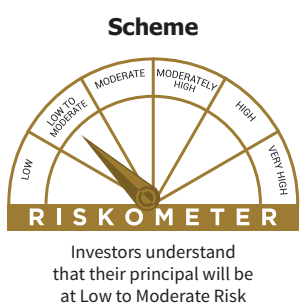 Scheme
LOW
LOW TO
MODERATE
MODERATE
MODERATELY
HIGH
HIGH
VERY HIGH
RISKOMETER
Investors understand
that their principal will be
at Low to Moderate Risk